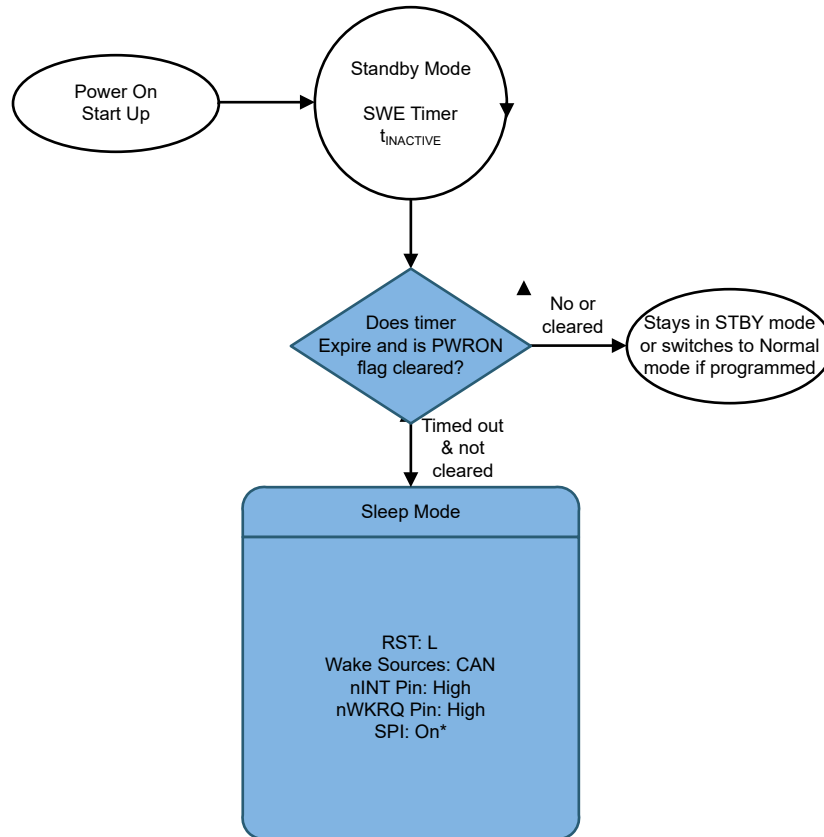 Power On
Start Up
Standby Mode
SWE Timer
tINACTIVE
Does timer
Expire and is PWRON
flag cleared?
No or
cleared
Stays in STBY mode
or switches to Normal
mode if programmed
Timed out
& not
cleared
Sleep Mode
RST: L
Wake Sources: CAN
nINT Pin: High
nWKRQ Pin: High
SPI: On*